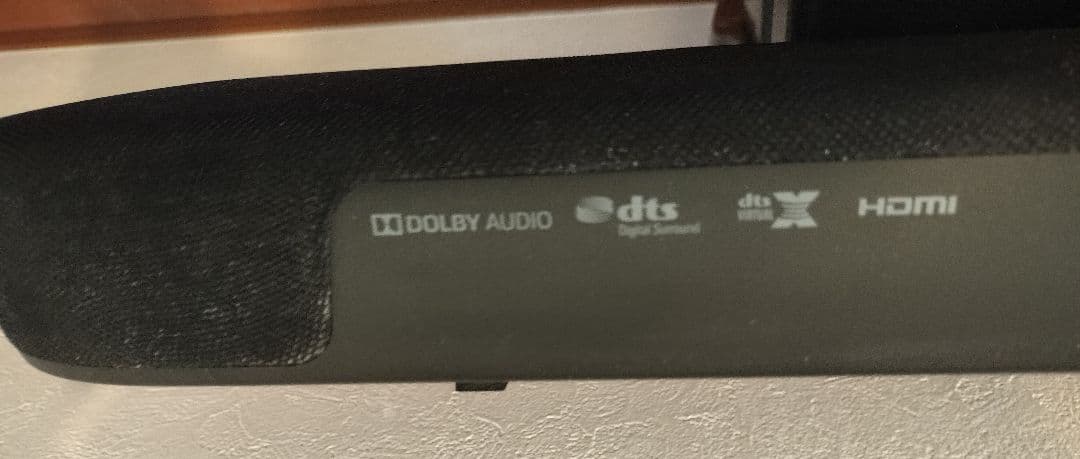 DOLBY AUDIO
dts
Digital Surround
dts
VIRTUAL X
HDMI